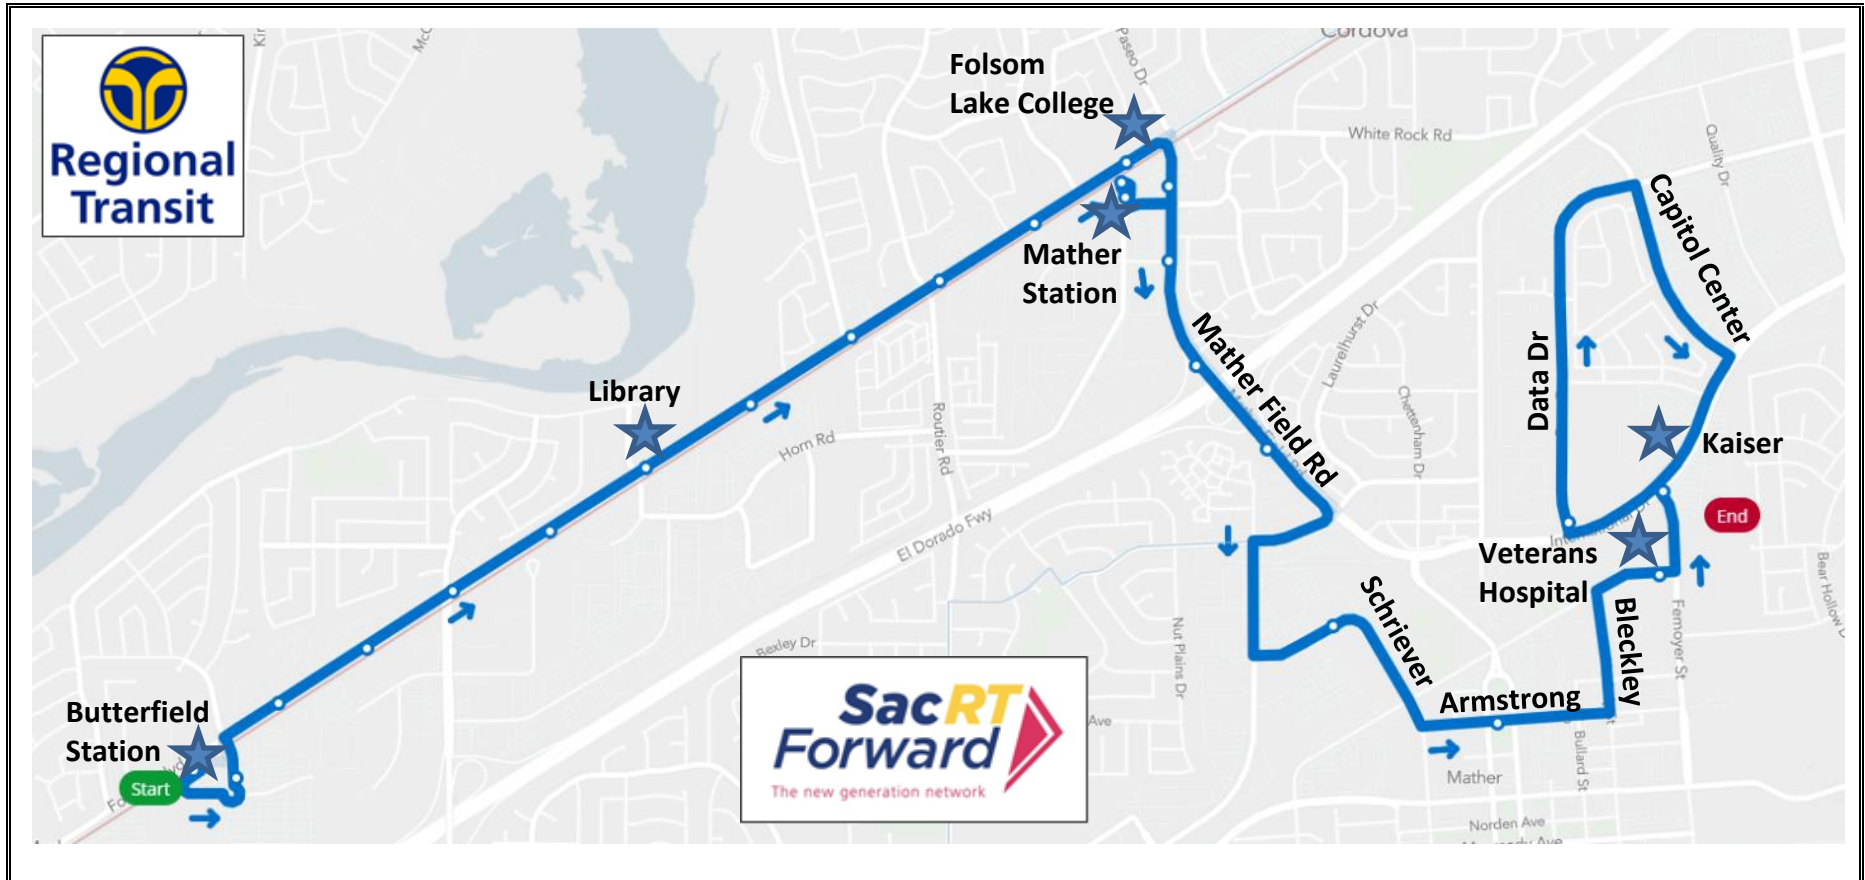 Regional
Transit
Folsom
Lake College
Paseo Dr
Cordova
White Rock Rd
Quality Dr
Capitol Center
Mather
Station
Mather Field Rd
Laurelhurst Dr
Chettenham Dr
Data Dr
Library
Horn Rd
Routier Rd
El Dorado Fwy
Kaiser
End
Veterans
Hospital
Bear Hollow
Schriever
Bleckley
Femoyer St
Nut Plains Dr
Bexley Dr
Armstrong
Bullard St
Mather
Norden Ave
Ave
SacRT
Forward
The new generation network
Butterfield
Station
Start